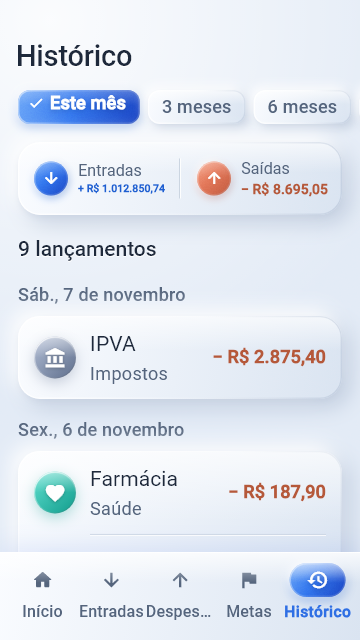 Histórico
Este mês
3 meses
6 meses
Entradas
+ R$ 1.012.850,74
Saídas
− R$ 8.695,05
9 lançamentos
Sáb., 7 de novembro
IPVA
− R$ 2.875,40
Impostos
Sex., 6 de novembro
Farmácia
− R$ 187,90
Saúde
Início
Entradas
Despes…
Metas
Histórico